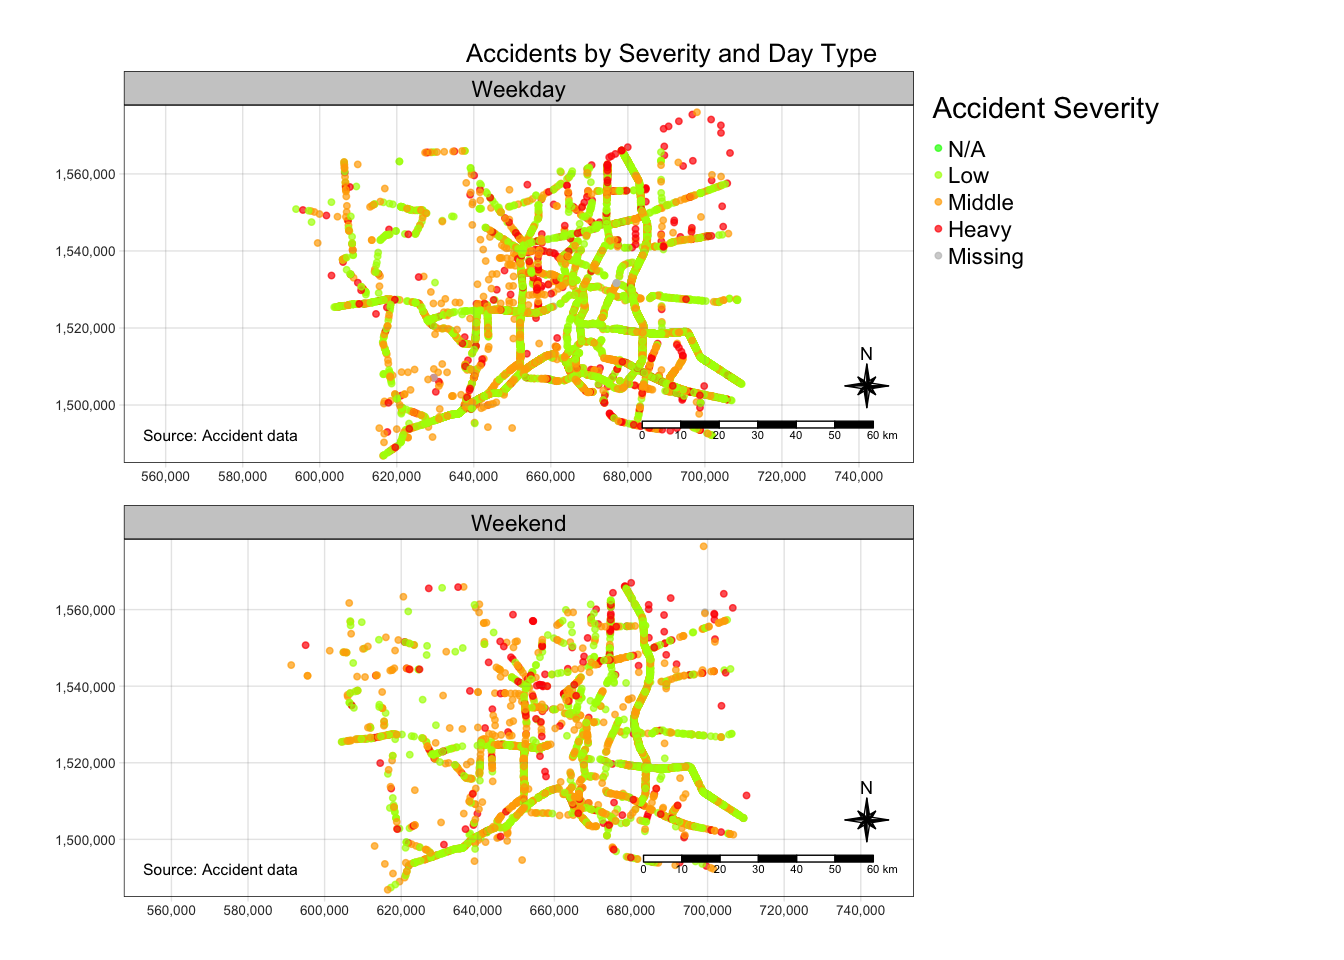 Accidents by Severity and Day Type
Weekday
Accident Severity
N/A
Low
Middle
Heavy
Missing
1,560,000
1,540,000
1,520,000
1,500,000
N
0 10 20 30 40 50 60 km
Source: Accident data
560,000 580,000 600,000 620,000 640,000 660,000 680,000 700,000 720,000 740,000
Weekend
1,560,000
1,540,000
1,520,000
1,500,000
N
0 10 20 30 40 50 60 km
Source: Accident data
560,000 580,000 600,000 620,000 640,000 660,000 680,000 700,000 720,000 740,000